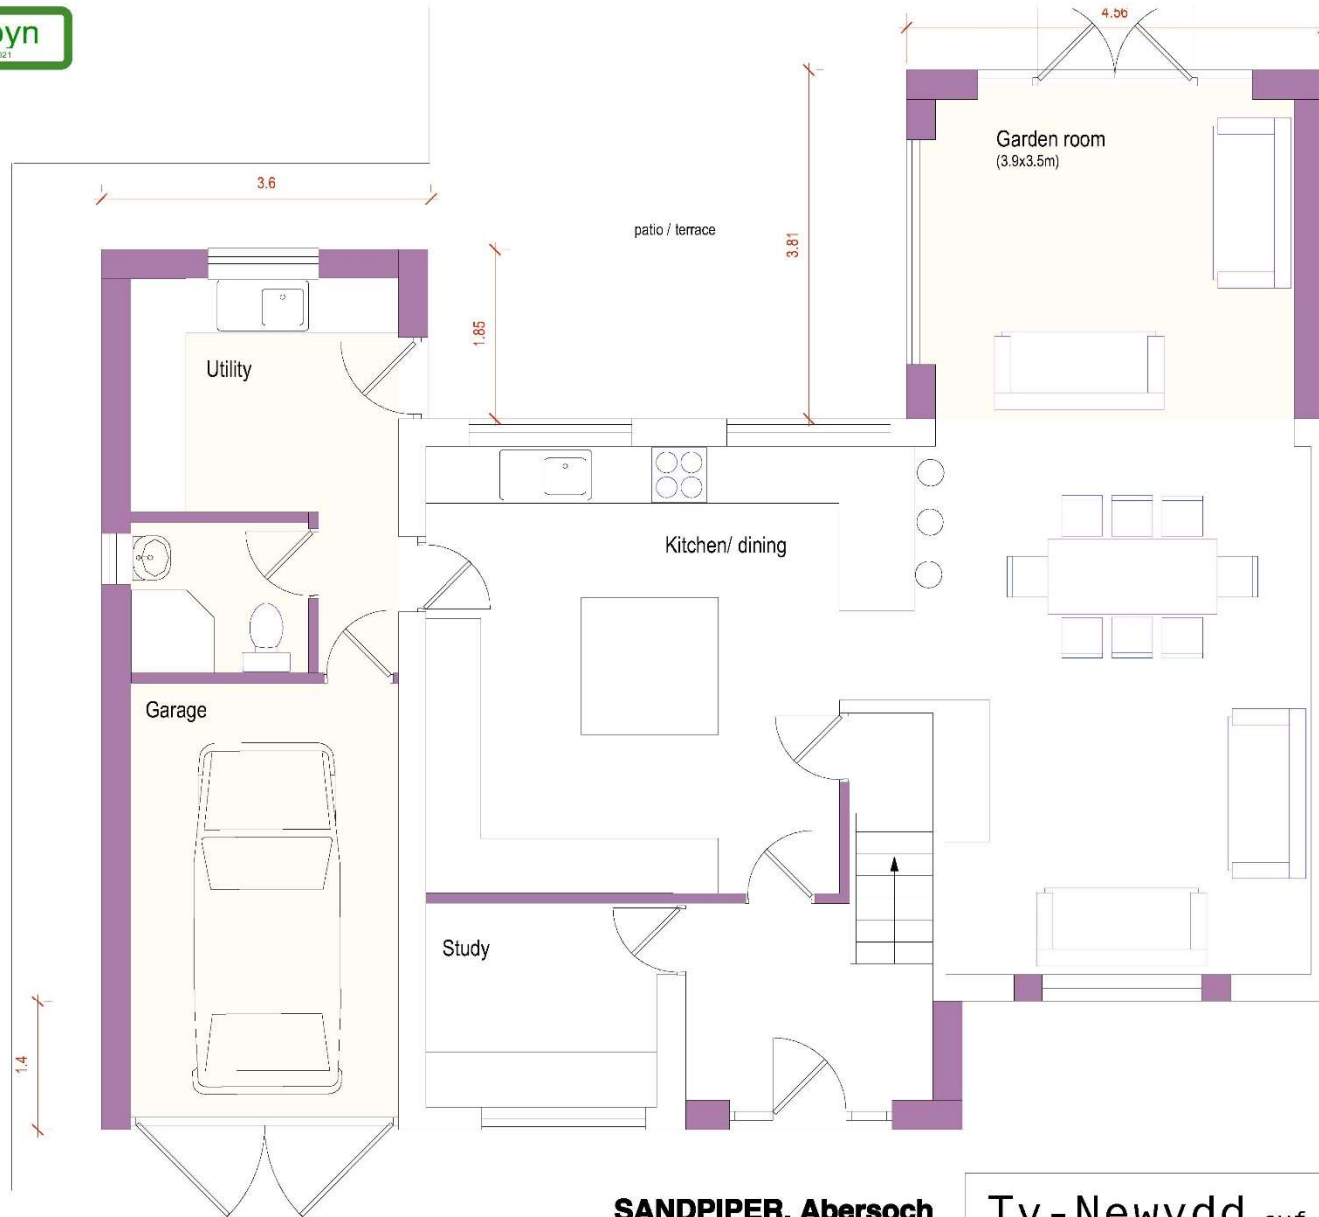 4.56
Garden room
(3.9x3.5m)
3.6
patio / terrace
3.81
1.85
Utility
Kitchen/ dining
Garage
Study
1.4
SANDPIPER, Abersoch
Ty-Newydd